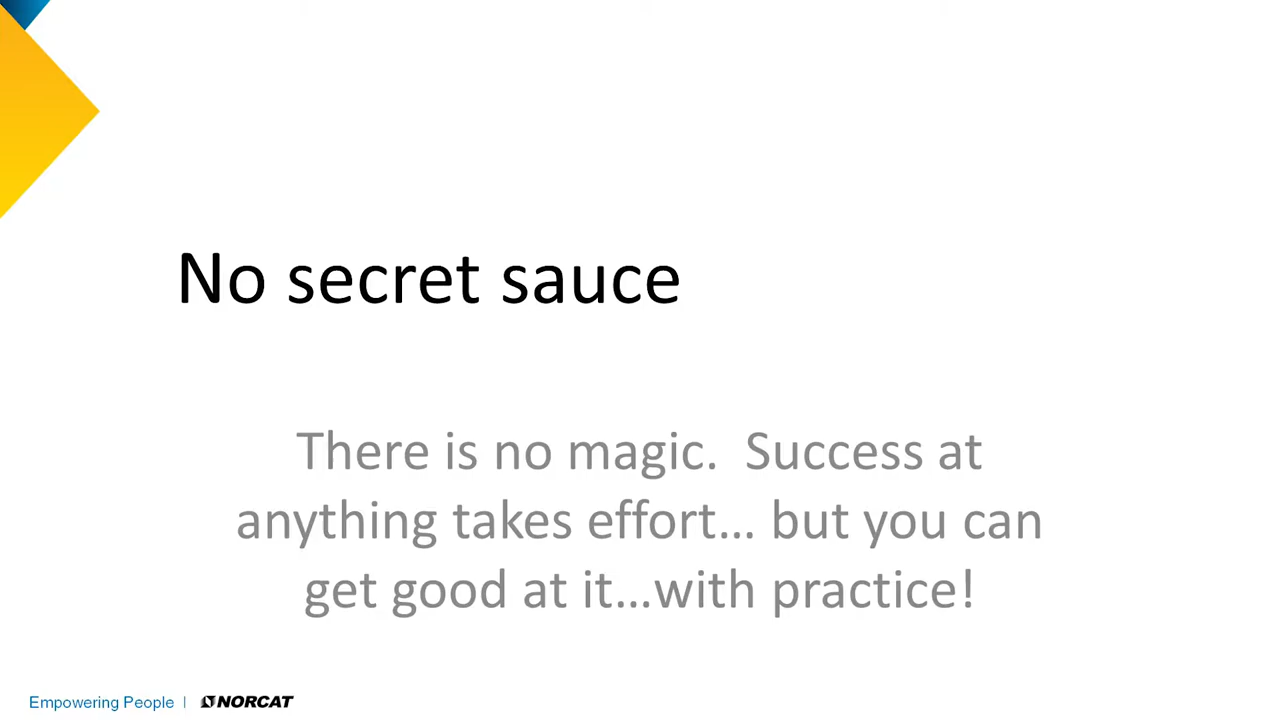 No secret sauce
There is no magic.  Success at
anything takes effort… but you can
get good at it…with practice!
Empowering People | NORCAT